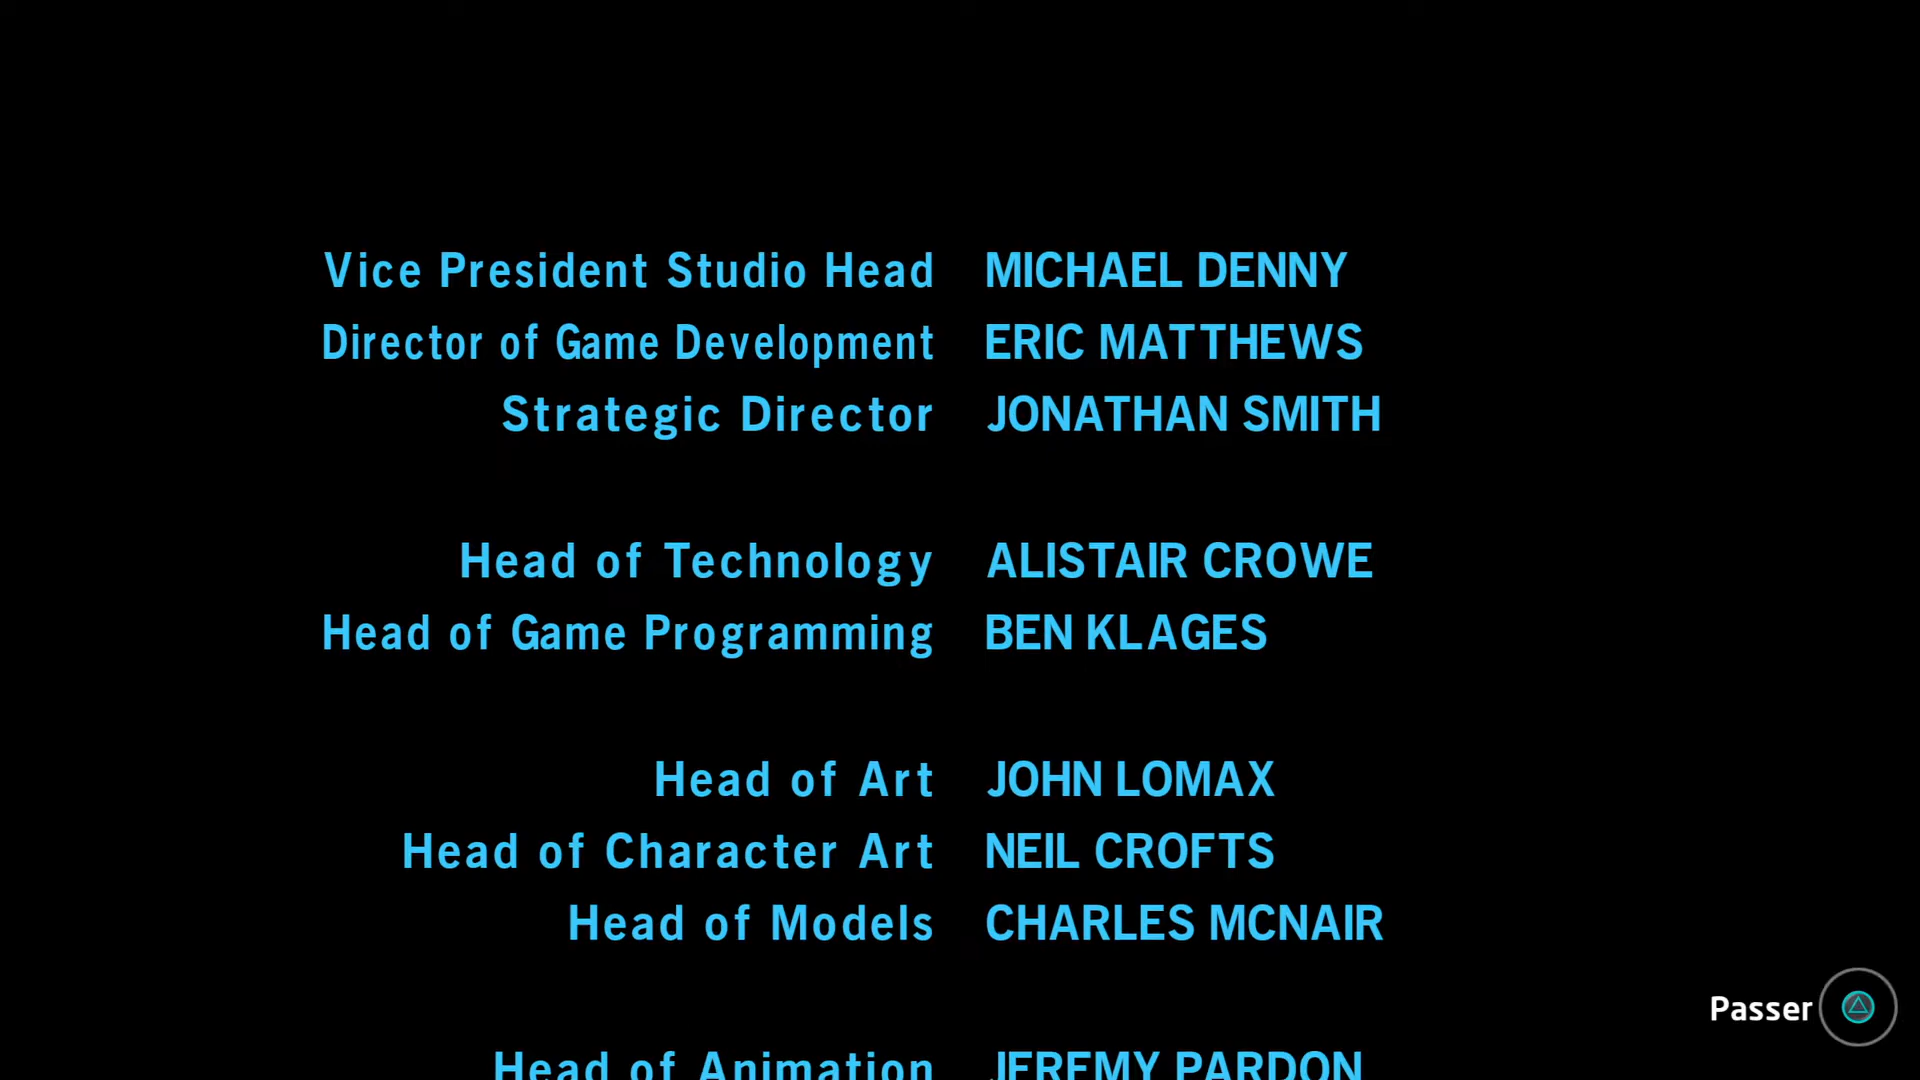 Vice President Studio Head MICHAEL DENNY
Director of Game Development ERIC MATTHEWS
Strategic Director JONATHAN SMITH
Head of Technology ALISTAIR CROWE
Head of Game Programming BEN KLAGES
Head of Art JOHN LOMAX
Head of Character Art NEIL CROFTS
Head of Models CHARLES MCNAIR
Passer
Head of Animation JEREMY PARDON